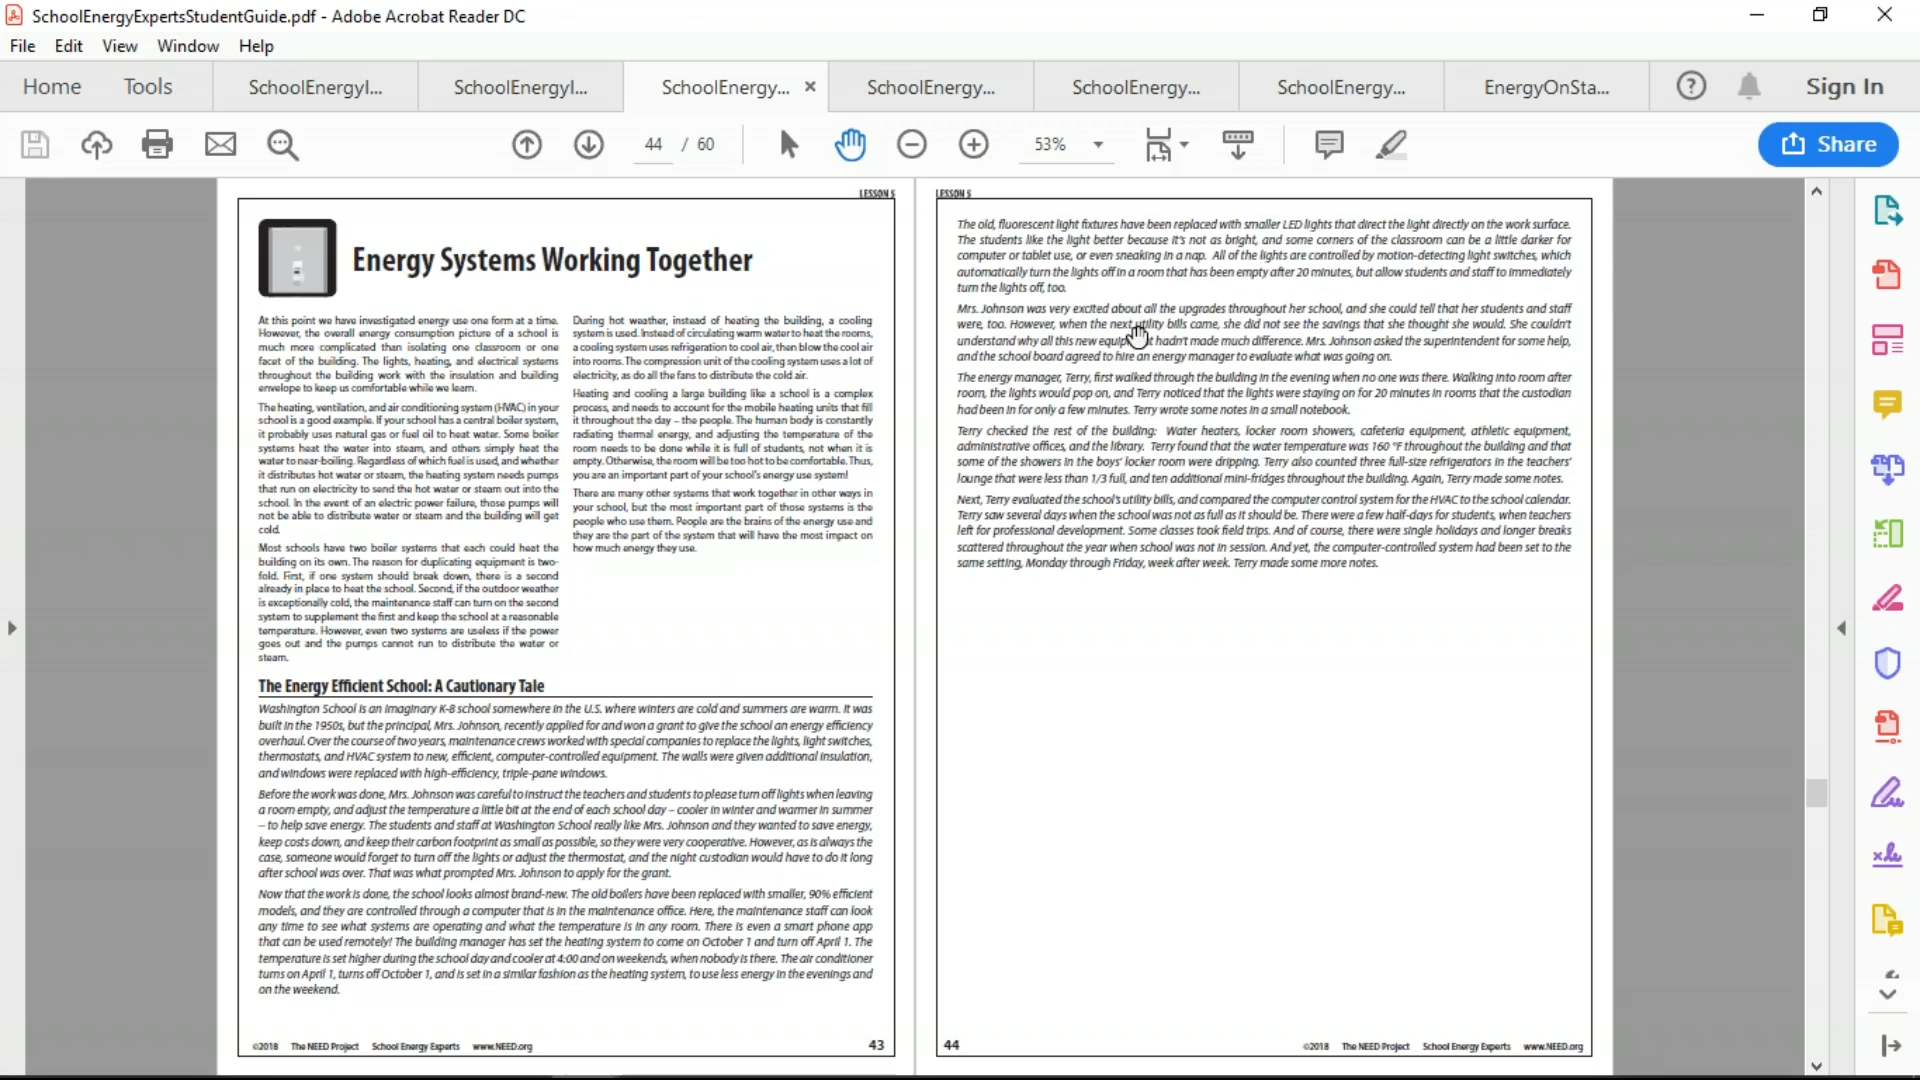 SchoolEnergyExpertsStudentGuide.pdf - Adobe Acrobat Reader DC
File Edit View Window Help
Home Tools SchoolEnergyI... SchoolEnergyI... SchoolEnergy... SchoolEnergy... SchoolEnergy... SchoolEnergy... EnergyOnSta... Sign In
44 / 60 53% Share
LESSON 5
Energy Systems Working Together
At this point we have investigated energy use one form at a time.
However, the overall energy consumption picture of a school is
much more complicated than isolating one classroom or one
facet of the building. The lights, heating, and electrical systems
throughout the building work with the insulation and building
envelope to keep us comfortable while we learn.
The heating, ventilation, and air conditioning system (HVAC) in your
school is a good example. If your school has a central boiler system,
it probably uses natural gas or fuel oil to heat water. Some boiler
systems heat the water into steam, and others simply heat the
water to near-boiling. Regardless of which fuel is used, and whether
it distributes hot water or steam, the heating system needs pumps
that run on electricity to send the hot water or steam out into the
school. In the event of an electric power failure, those pumps will
not be able to distribute water or steam and the building will get
cold.
Most schools have two boiler systems that each could heat the
building on its own. The reason for duplicating equipment is two-
fold. First, if one system should break down, there is a second
already in place to heat the school. Second, if the outdoor weather
is exceptionally cold, the maintenance staff can turn on the second
system to supplement the first and keep the school at a reasonable
temperature. However, even two systems are useless if the power
goes out and the pumps cannot run to distribute the water or
steam.
During hot weather, instead of heating the building, a cooling
system is used. Instead of circulating warm water to heat the rooms,
a cooling system uses refrigeration to cool air, then blow the cool air
into rooms. The compression unit of the cooling system uses a lot of
electricity, as do all the fans to distribute the cold air.
Heating and cooling a large building like a school is a complex
process, and needs to account for the mobile heating units that fill
it throughout the day – the people. The human body is constantly
radiating thermal energy, and adjusting the temperature of the
room needs to be done while it is full of students, not when it is
empty. Otherwise, the room will be too hot to be comfortable. Thus,
you are an important part of your school's energy use system!
There are many other systems that work together in other ways in
your school, but the most important part of those systems is the
people who use them. People are the brains of the energy use and
they are the part of the system that will have the most impact on
how much energy they use.
The Energy Efficient School: A Cautionary Tale
Washington School is an imaginary K-8 school somewhere in the U.S. where winters are cold and summers are warm. It was
built in the 1950s, but the principal, Mrs. Johnson, recently applied for and won a grant to give the school an energy efficiency
overhaul. Over the course of two years, maintenance crews worked with special companies to replace the lights, light switches,
thermostats, and HVAC system to new, efficient, computer-controlled equipment. The walls were given additional insulation,
and windows were replaced with high-efficiency, triple-pane windows.
Before the work was done, Mrs. Johnson was careful to instruct the teachers and students to please turn off lights when leaving
a room empty, and adjust the temperature a little bit at the end of each school day – cooler in winter and warmer in summer
– to help save energy. The students and staff at Washington School really like Mrs. Johnson and they wanted to save energy,
keep costs down, and keep their carbon footprint as small as possible, so they were very cooperative. However, as is always the
case, someone would forget to turn off the lights or adjust the thermostat, and the night custodian would have to do it long
after school was over. That was what prompted Mrs. Johnson to apply for the grant.
Now that the work is done, the school looks almost brand-new. The old boilers have been replaced with smaller, 90% efficient
models, and they are controlled through a computer that is in the maintenance office. Here, the maintenance staff can look
any time to see what systems are operating and what the temperature is in any room. There is even a smart phone app
that can be used remotely! The building manager has set the heating system to come on October 1 and turn off April 1. The
temperature is set higher during the school day and cooler at 4:00 and on weekends, when nobody is there. The air conditioner
turns on April 1, turns off October 1, and is set in a similar fashion as the heating system, to use less energy in the evenings and
on the weekend.
©2018 The NEED Project School Energy Experts www.NEED.org 43
LESSON 5
The old, fluorescent light fixtures have been replaced with smaller LED lights that direct the light directly on the work surface.
The students like the light better because it's not as bright, and some corners of the classroom can be a little darker for
computer or tablet use, or even sneaking in a nap. All of the lights are controlled by motion-detecting light switches, which
automatically turn the lights off in a room that has been empty after 20 minutes, but allow students and staff to immediately
turn the lights off, too.
Mrs. Johnson was very excited about all the upgrades throughout her school, and she could tell that her students and staff
were, too. However, when the next utility bills came, she did not see the savings that she thought she would. She couldn't
understand why all this new equipment hadn't made much difference. Mrs. Johnson asked the superintendent for some help,
and the school board agreed to hire an energy manager to evaluate what was going on.
The energy manager, Terry, first walked through the building in the evening when no one was there. Walking into room after
room, the lights would pop on, and Terry noticed that the lights were staying on for 20 minutes in rooms that the custodian
had been in for only a few minutes. Terry wrote some notes in a small notebook.
Terry checked the rest of the building: Water heaters, locker room showers, cafeteria equipment, athletic equipment,
administrative offices, and the library. Terry found that the water temperature was 160 °F throughout the building and that
some of the showers in the boys' locker room were dripping. Terry also counted three full-size refrigerators in the teachers'
lounge that were less than 1/3 full, and ten additional mini-fridges throughout the building. Again, Terry made some notes.
Next, Terry evaluated the school's utility bills, and compared the computer control system for the HVAC to the school calendar.
Terry saw several days when the school was not as full as it should be. There were a few half-days for students, when teachers
left for professional development. Some classes took field trips. And of course, there were single holidays and longer breaks
scattered throughout the year when school was not in session. And yet, the computer-controlled system had been set to the
same setting, Monday through Friday, week after week. Terry made some more notes.
44 ©2018 The NEED Project School Energy Experts www.NEED.org